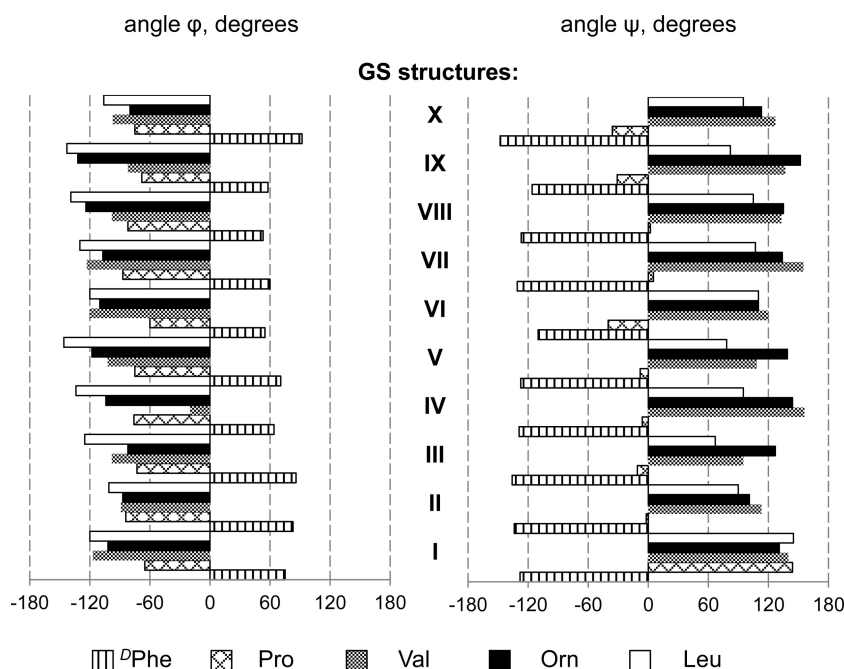 angle φ, degrees angle ψ, degrees
GS structures:
X
IX
VIII
VII
VI
V
IV
III
II
I
-180 -120 -60 0 60 120 180 -180 -120 -60 0 60 120 180
DPhe Pro Val Orn Leu